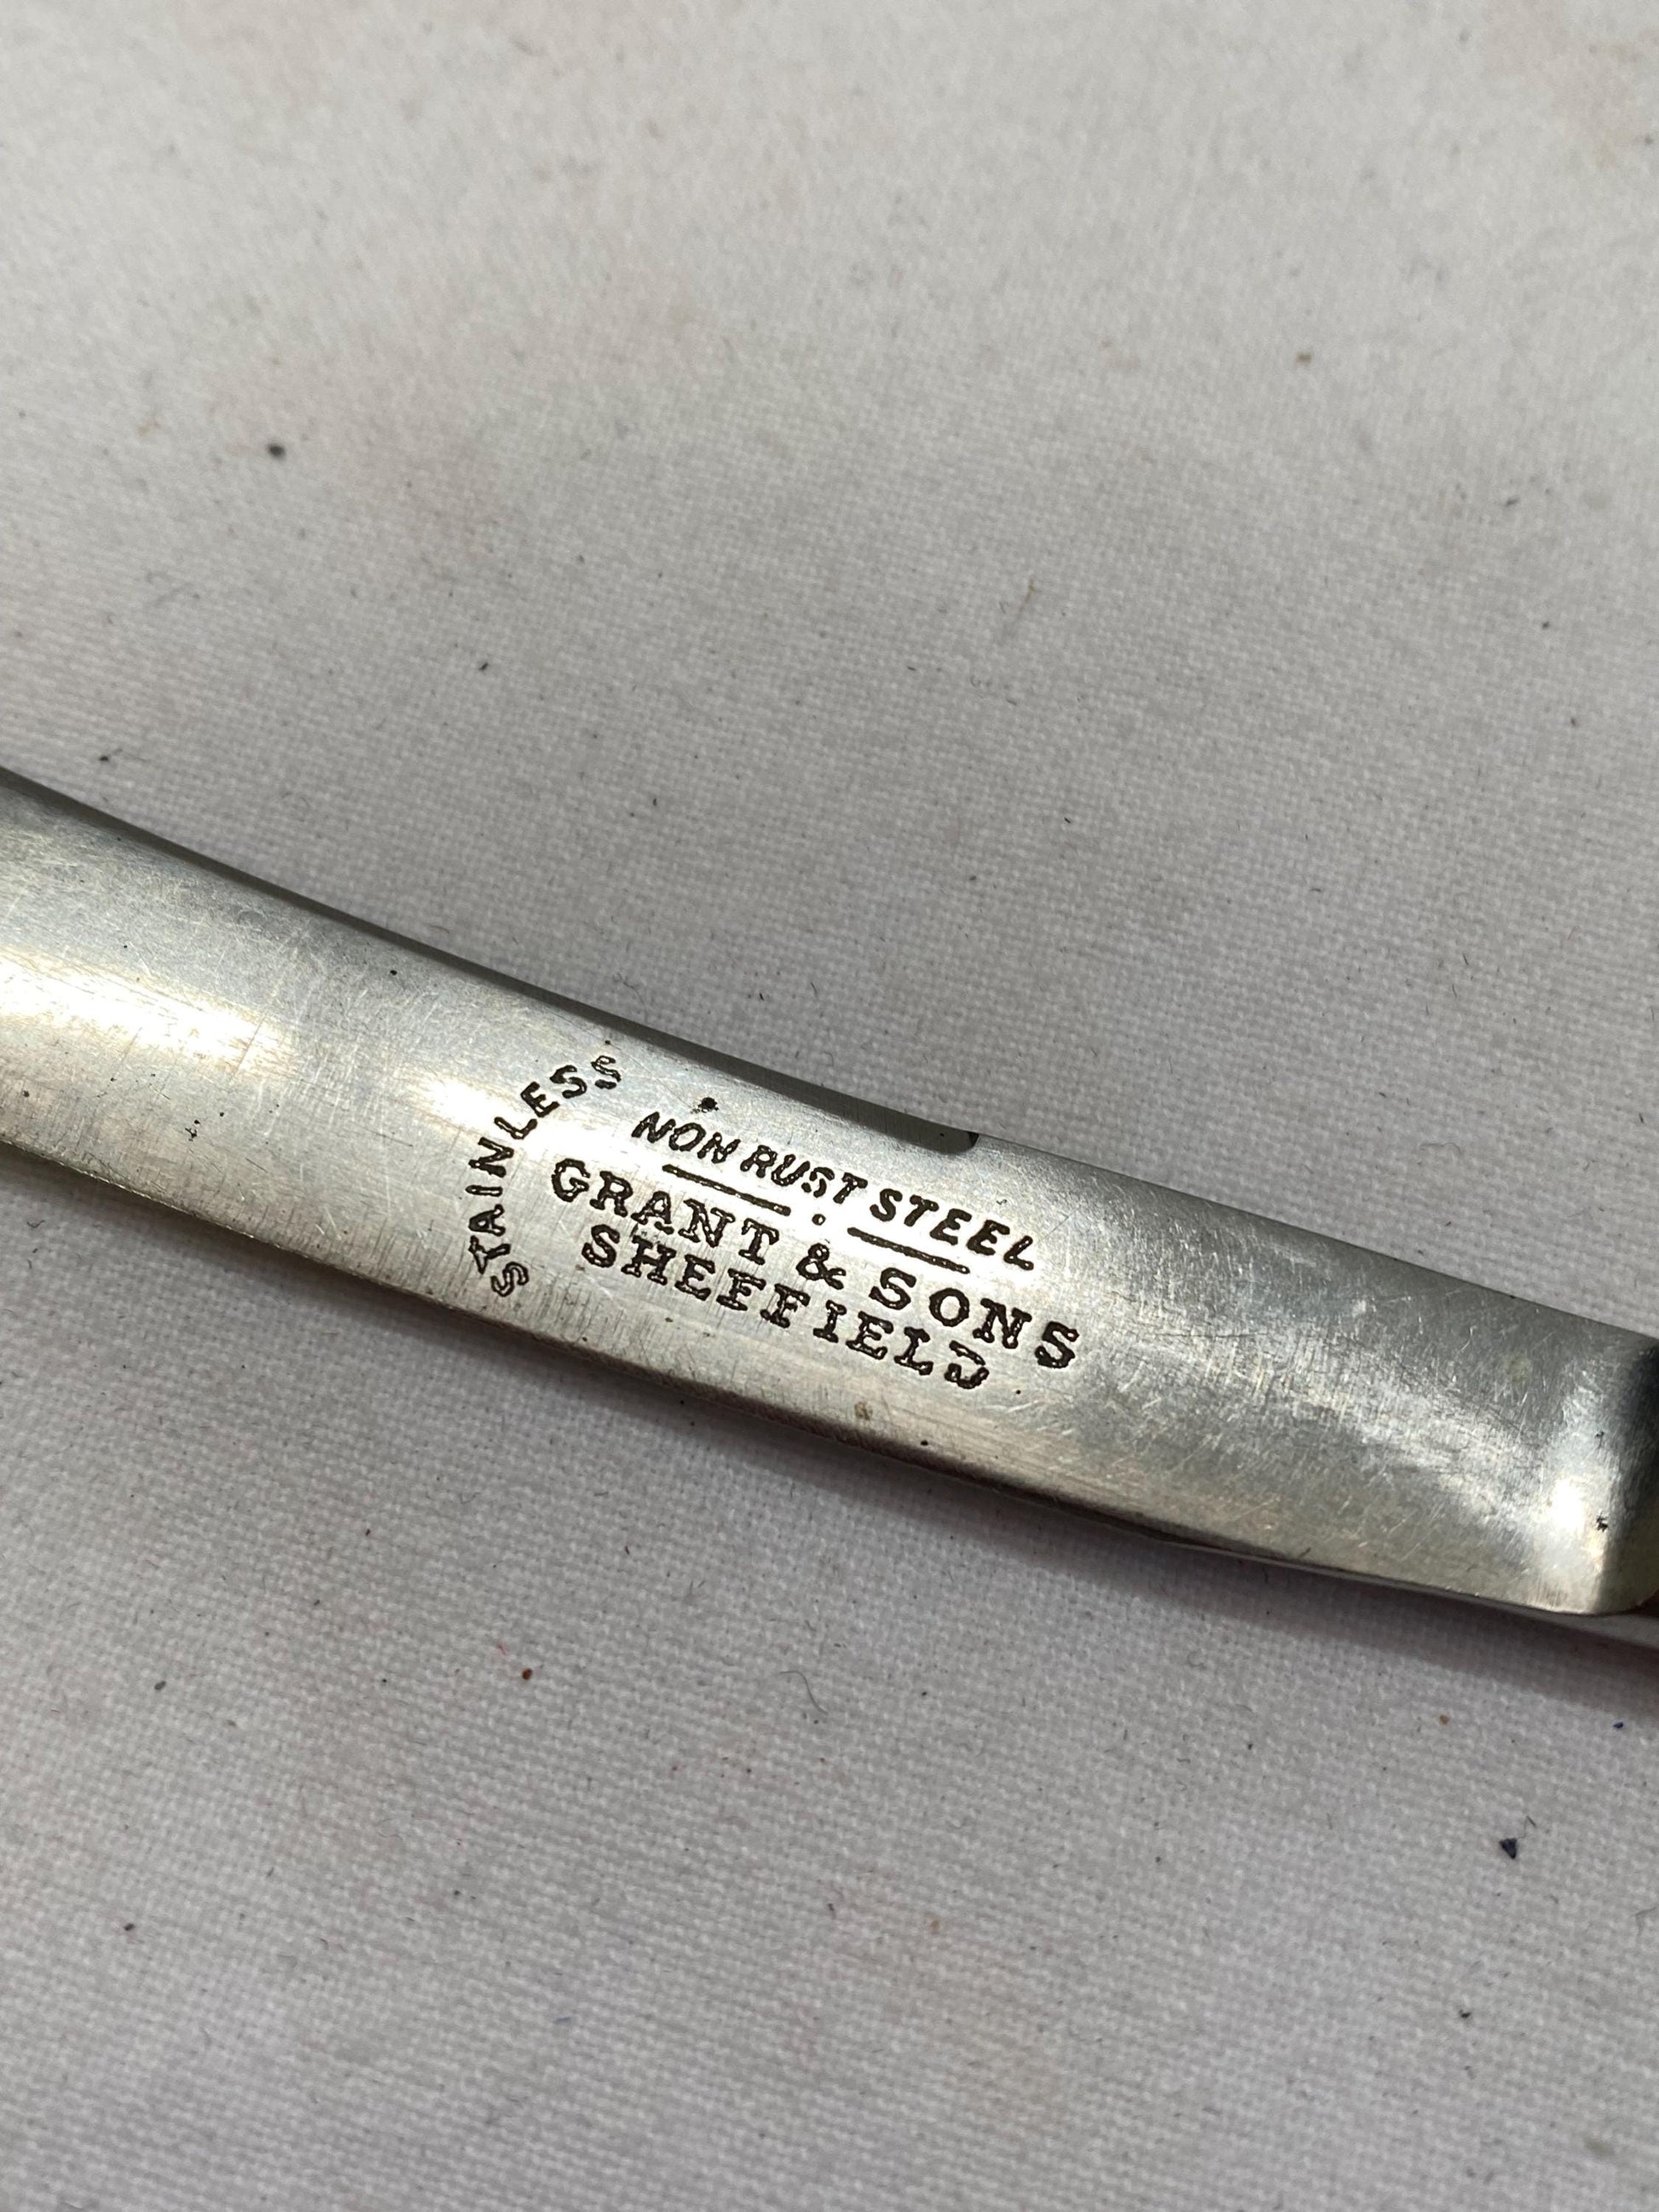 STAINLESS
NON RUST STEEL
GRANT & SONS
SHEFFIELD